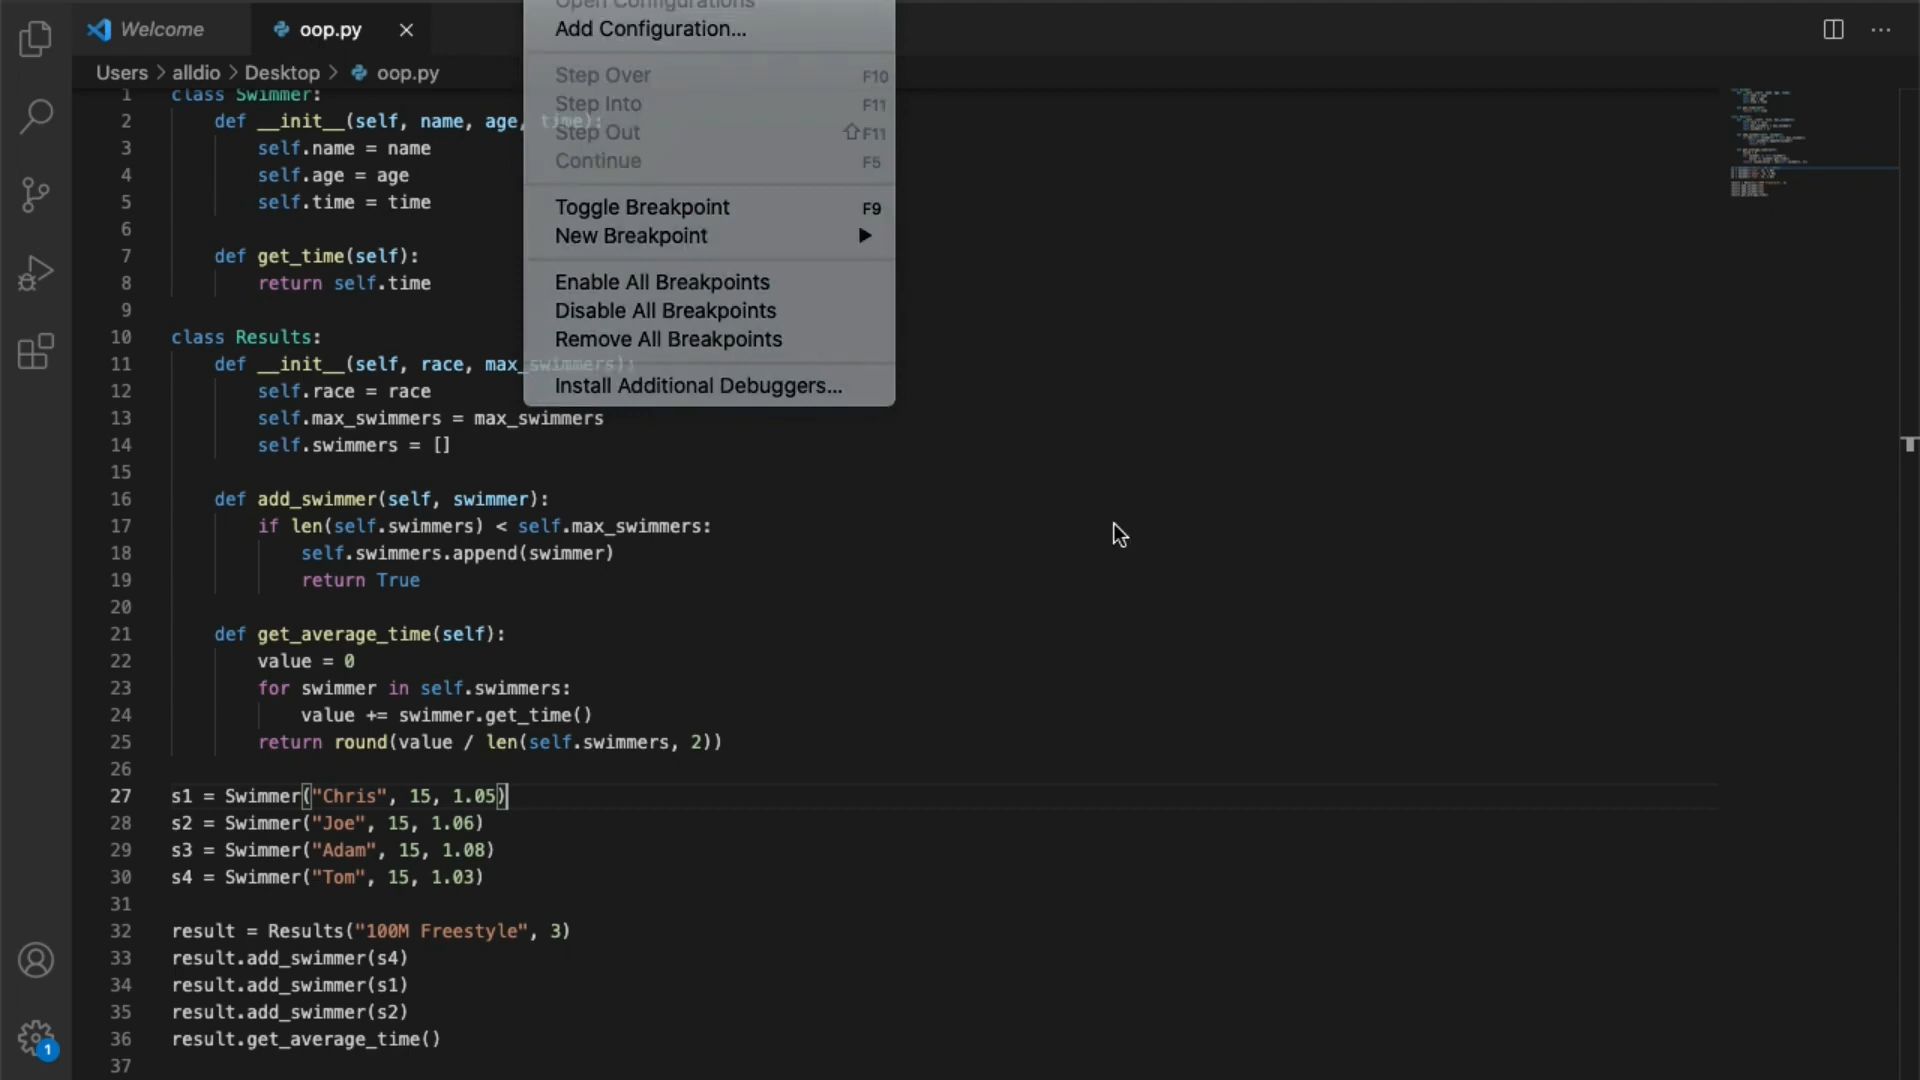 Welcome
oop.py
Users > alldio > Desktop > oop.py
Open Configurations
Add Configuration...
Step Over F10
Step Into F11
Step Out ⇧F11
Continue F5
Toggle Breakpoint F9
New Breakpoint
Enable All Breakpoints
Disable All Breakpoints
Remove All Breakpoints
Install Additional Debuggers...
1 class Swimmer:
2     def __init__(self, name, age, time):
3         self.name = name
4         self.age = age
5         self.time = time
6
7     def get_time(self):
8         return self.time
9
10 class Results:
11     def __init__(self, race, max_swimmers):
12         self.race = race
13         self.max_swimmers = max_swimmers
14         self.swimmers = []
15
16     def add_swimmer(self, swimmer):
17         if len(self.swimmers) < self.max_swimmers:
18             self.swimmers.append(swimmer)
19             return True
20
21     def get_average_time(self):
22         value = 0
23         for swimmer in self.swimmers:
24             value += swimmer.get_time()
25         return round(value / len(self.swimmers, 2))
26
27 s1 = Swimmer("Chris", 15, 1.05)
28 s2 = Swimmer("Joe", 15, 1.06)
29 s3 = Swimmer("Adam", 15, 1.08)
30 s4 = Swimmer("Tom", 15, 1.03)
31
32 result = Results("100M Freestyle", 3)
33 result.add_swimmer(s4)
34 result.add_swimmer(s1)
35 result.add_swimmer(s2)
36 result.get_average_time()
37
1